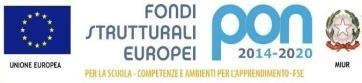 FONDI
STRUTTURALI
EUROPEI
pon
2014-2020
UNIONE EUROPEA
MIUR
PER LA SCUOLA - COMPETENZE E AMBIENTI PER L'APPRENDIMENTO-FSE